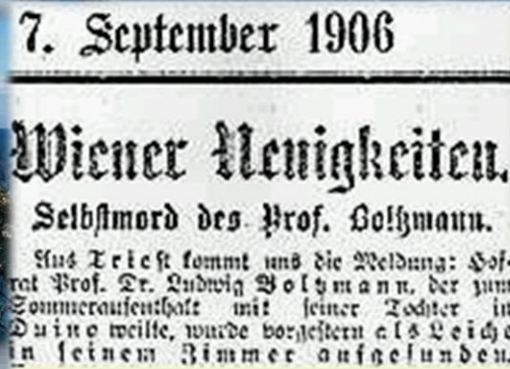 7. September 1906
Wiener Neuigkeiten.
Selbstmord des Prof. Boltzmann.
Aus Triest kommt uns die Meldung: Hof-
rat Prof. Dr. Ludwig Boltzmann, der zum
Sommeraufenthalt mit seiner Tochter in
Duino weilte, wurde vorgestern als Leiche
in seinem Zimmer aufgefunden.